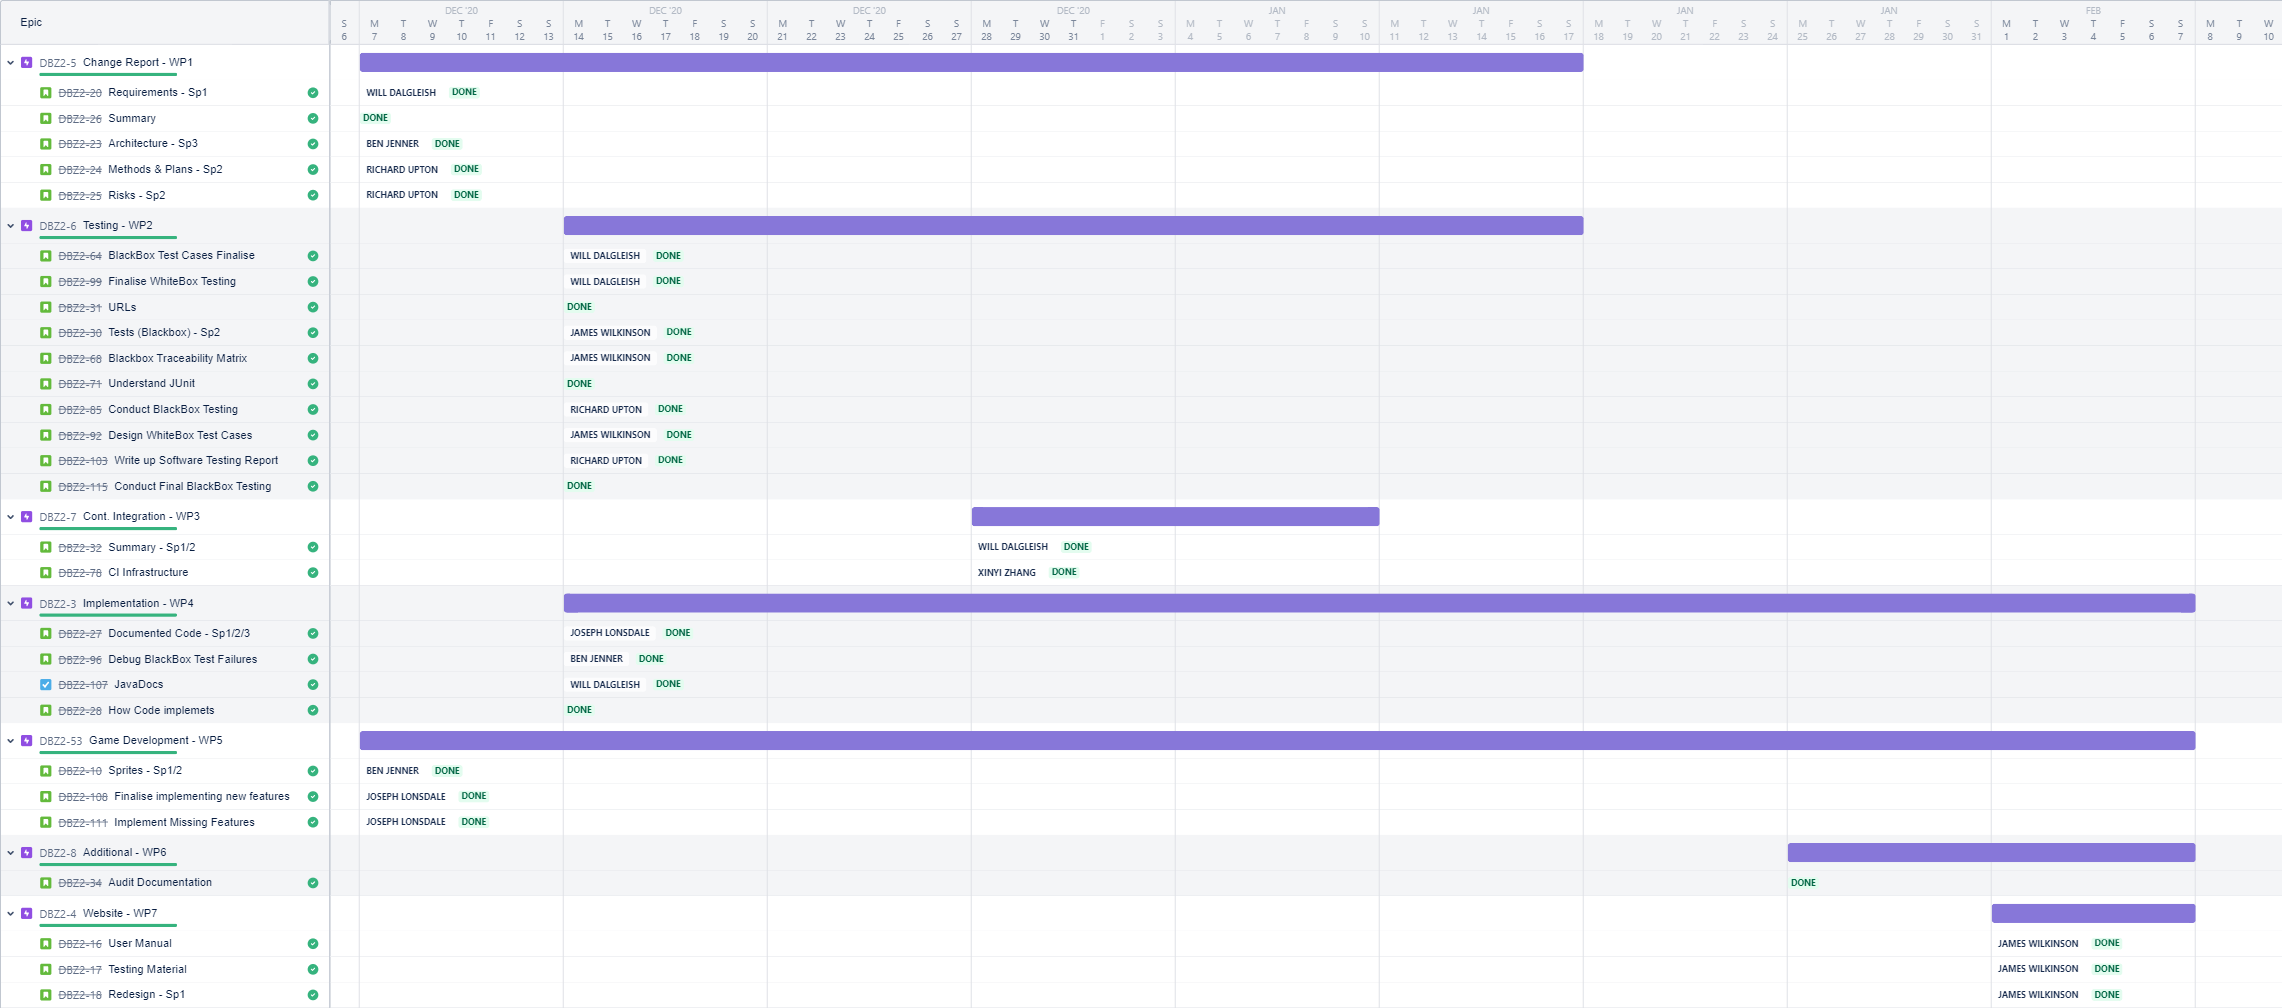 Epic
DEC '20 DEC '20 DEC '20 DEC '20 JAN JAN JAN JAN FEB
S M T W T F S S M T W T F S S M T W T F S S M T W T F S S M T W T F S S M T W T F S S M T W T F S S M T W T F S S M T W T F S S M T W
6 7 8 9 10 11 12 13 14 15 16 17 18 19 20 21 22 23 24 25 26 27 28 29 30 31 1 2 3 4 5 6 7 8 9 10 11 12 13 14 15 16 17 18 19 20 21 22 23 24 25 26 27 28 29 30 31 1 2 3 4 5 6 7 8 9 10
DBZ2-5 Change Report - WP1
DBZ2-20 Requirements - Sp1 WILL DALGLEISH DONE
DBZ2-26 Summary DONE
DBZ2-23 Architecture - Sp3 BEN JENNER DONE
DBZ2-24 Methods & Plans - Sp2 RICHARD UPTON DONE
DBZ2-25 Risks - Sp2 RICHARD UPTON DONE
DBZ2-6 Testing - WP2
DBZ2-64 BlackBox Test Cases Finalise WILL DALGLEISH DONE
DBZ2-99 Finalise WhiteBox Testing WILL DALGLEISH DONE
DBZ2-31 URLs DONE
DBZ2-30 Tests (Blackbox) - Sp2 JAMES WILKINSON DONE
DBZ2-68 Blackbox Traceability Matrix JAMES WILKINSON DONE
DBZ2-71 Understand JUnit DONE
DBZ2-85 Conduct BlackBox Testing RICHARD UPTON DONE
DBZ2-92 Design WhiteBox Test Cases JAMES WILKINSON DONE
DBZ2-103 Write up Software Testing Report RICHARD UPTON DONE
DBZ2-115 Conduct Final BlackBox Testing DONE
DBZ2-7 Cont. Integration - WP3
DBZ2-32 Summary - Sp1/2 WILL DALGLEISH DONE
DBZ2-78 CI Infrastructure XINYI ZHANG DONE
DBZ2-3 Implementation - WP4
DBZ2-27 Documented Code - Sp1/2/3 JOSEPH LONSDALE DONE
DBZ2-96 Debug BlackBox Test Failures BEN JENNER DONE
DBZ2-107 JavaDocs WILL DALGLEISH DONE
DBZ2-28 How Code implemets DONE
DBZ2-53 Game Development - WP5
DBZ2-10 Sprites - Sp1/2 BEN JENNER DONE
DBZ2-108 Finalise implementing new features JOSEPH LONSDALE DONE
DBZ2-111 Implement Missing Features JOSEPH LONSDALE DONE
DBZ2-8 Additional - WP6
DBZ2-34 Audit Documentation DONE
DBZ2-4 Website - WP7
DBZ2-16 User Manual JAMES WILKINSON DONE
DBZ2-17 Testing Material JAMES WILKINSON DONE
DBZ2-18 Redesign - Sp1 JAMES WILKINSON DONE